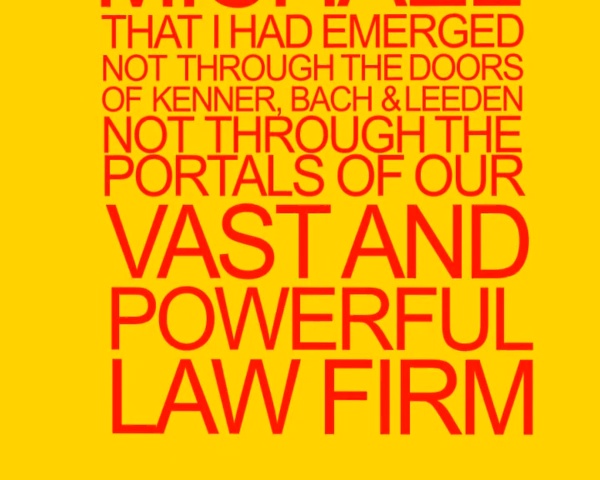 MICHAEL
THAT I HAD EMERGED
NOT THROUGH THE DOORS
OF KENNER, BACH & LEEDEN
NOT THROUGH THE
PORTALS OF OUR
VAST AND
POWERFUL
LAW FIRM